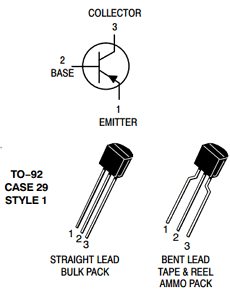 COLLECTOR
3
2
BASE
1
EMITTER
TO–92
CASE 29
STYLE 1
1
2
3
STRAIGHT LEAD
BULK PACK
1
2
3
BENT LEAD
TAPE & REEL
AMMO PACK